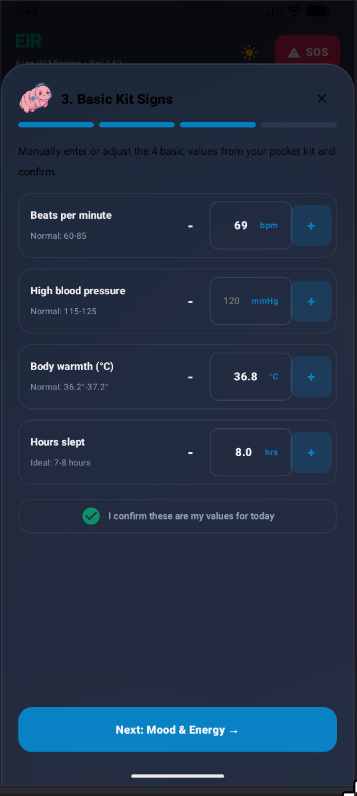 5:43
EIR
SOS
3. Basic Kit Signs
×
Manually enter or adjust the 4 basic values from your pocket kit and
confirm.
Beats per minute
Normal: 60-85
- 69 bpm +
High blood pressure
Normal: 115-125
- 120 mmHg +
Body warmth (°C)
Normal: 36.2°-37.2°
- 36.8 °C +
Hours slept
Ideal: 7-8 hours
- 8.0 hrs +
I confirm these are my values for today
Next: Mood & Energy →